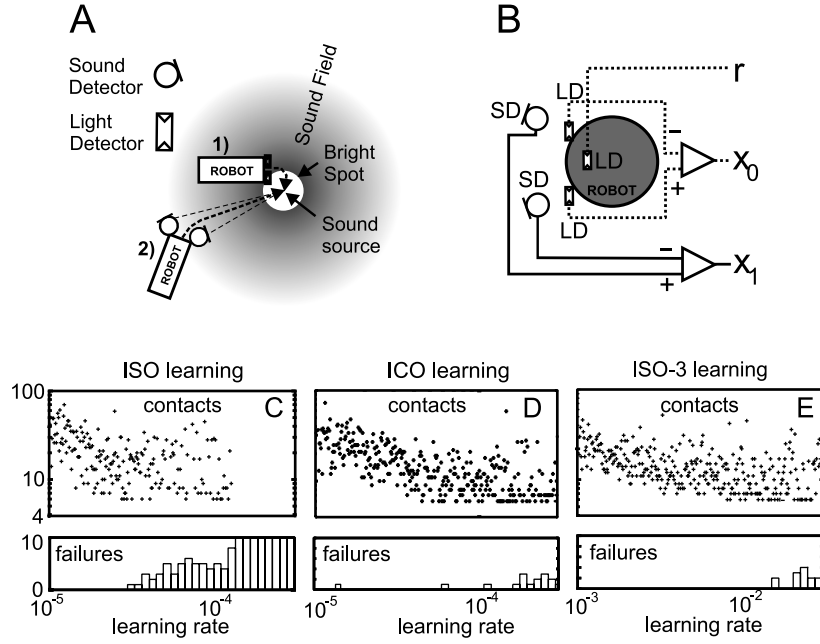 A
Sound
Detector
Light
Detector
1)
ROBOT
2)
ROBOT
Sound Field
Bright
Spot
Sound
source
B
SD
LD
LD
ROBOT
SD
LD
−
+
−
+
r
X0
X1
ISO learning
contacts
C
100
10
4
failures
10
0
10-5
10-4
learning rate
ICO learning
contacts
D
failures
10-5
10-4
learning rate
ISO-3 learning
contacts
E
failures
10-3
10-2
learning rate